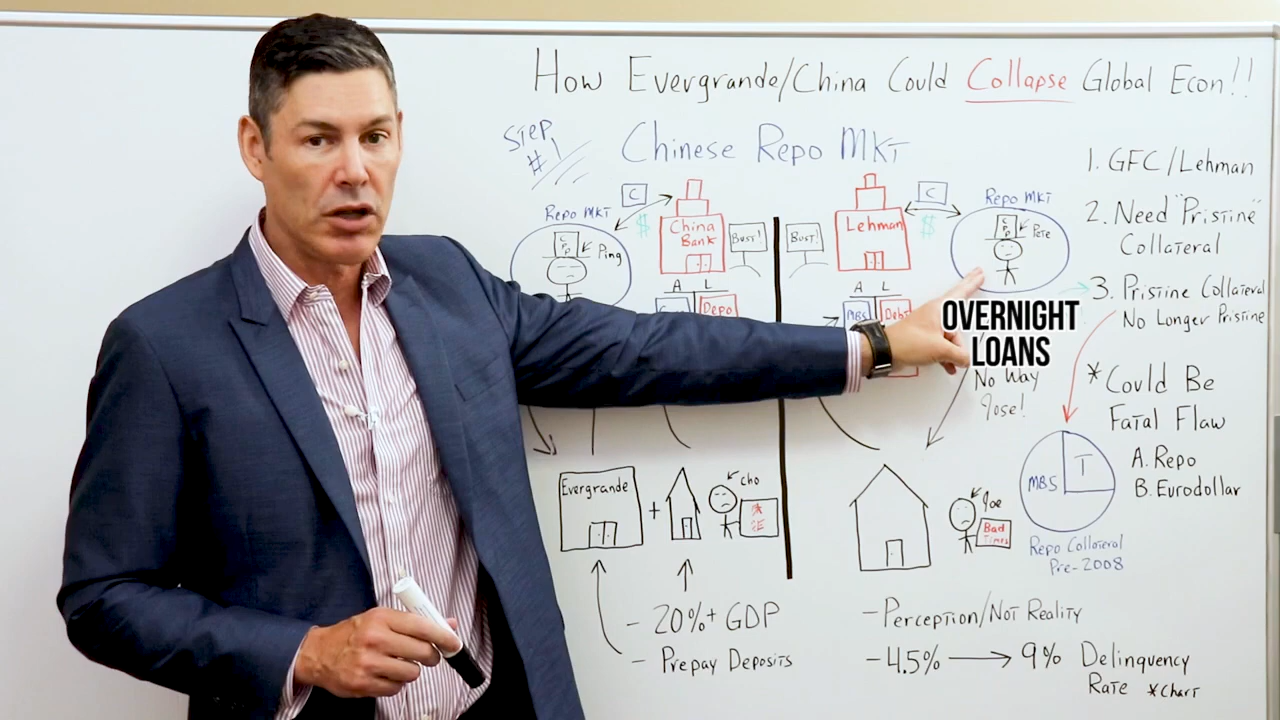 How Evergrande/China Could Collapse Global Econ!!
STEP
#1
Chinese Repo MKT
Repo MKT
C
$
China
Bank
BUST!
Ping
A L
Depo
BUST!
Lehman
C
$
Repo MKT
Pete
A L
MBS
Debt
OVERNIGHT
LOANS
No Way
Jose!
Evergrande
+
Cho
Joe
Bad
Times
- 20%+ GDP
- Prepay Deposits
- Perception/Not Reality
- 4.5% → 9% Delinquency
Rate *Chart
1. GFC/Lehman
2. Need "Pristine"
Collateral
3. Pristine Collateral
No Longer Pristine
* Could Be
Fatal Flaw
A. Repo
B. Eurodollar
MBS
T
Repo Collateral
Pre-2008